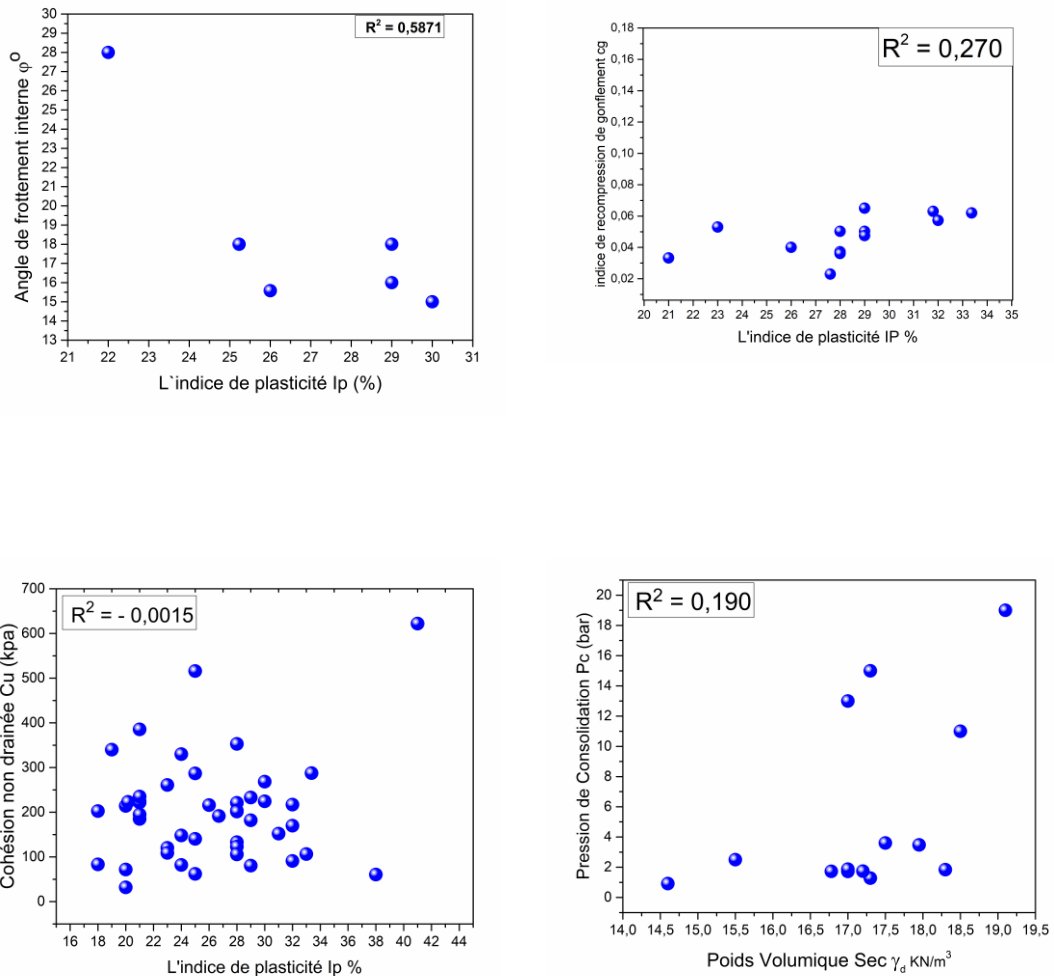 R² = 0,5871
30
29
28
27
26
25
24
23
22
21
20
19
18
17
16
15
14
13
Angle de frottement interne φᴼ
21 22 23 24 25 26 27 28 29 30 31
L`indice de plasticité Ip (%)
R² = 0,270
0,18
0,16
0,14
0,12
0,10
0,08
0,06
0,04
0,02
indice de recompression de gonflement cg
20 21 22 23 24 25 26 27 28 29 30 31 32 33 34 35
L'indice de plasticité IP %
R² = - 0,0015
700
600
500
400
300
200
100
0
Cohésion non drainée Cu (kpa)
16 18 20 22 24 26 28 30 32 34 36 38 40 42 44
L'indice de plasticité Ip %
R² = 0,190
20
18
16
14
12
10
8
6
4
2
0
Pression de Consolidation Pc (bar)
14,0 14,5 15,0 15,5 16,0 16,5 17,0 17,5 18,0 18,5 19,0 19,5
Poids Volumique Sec γd KN/m³